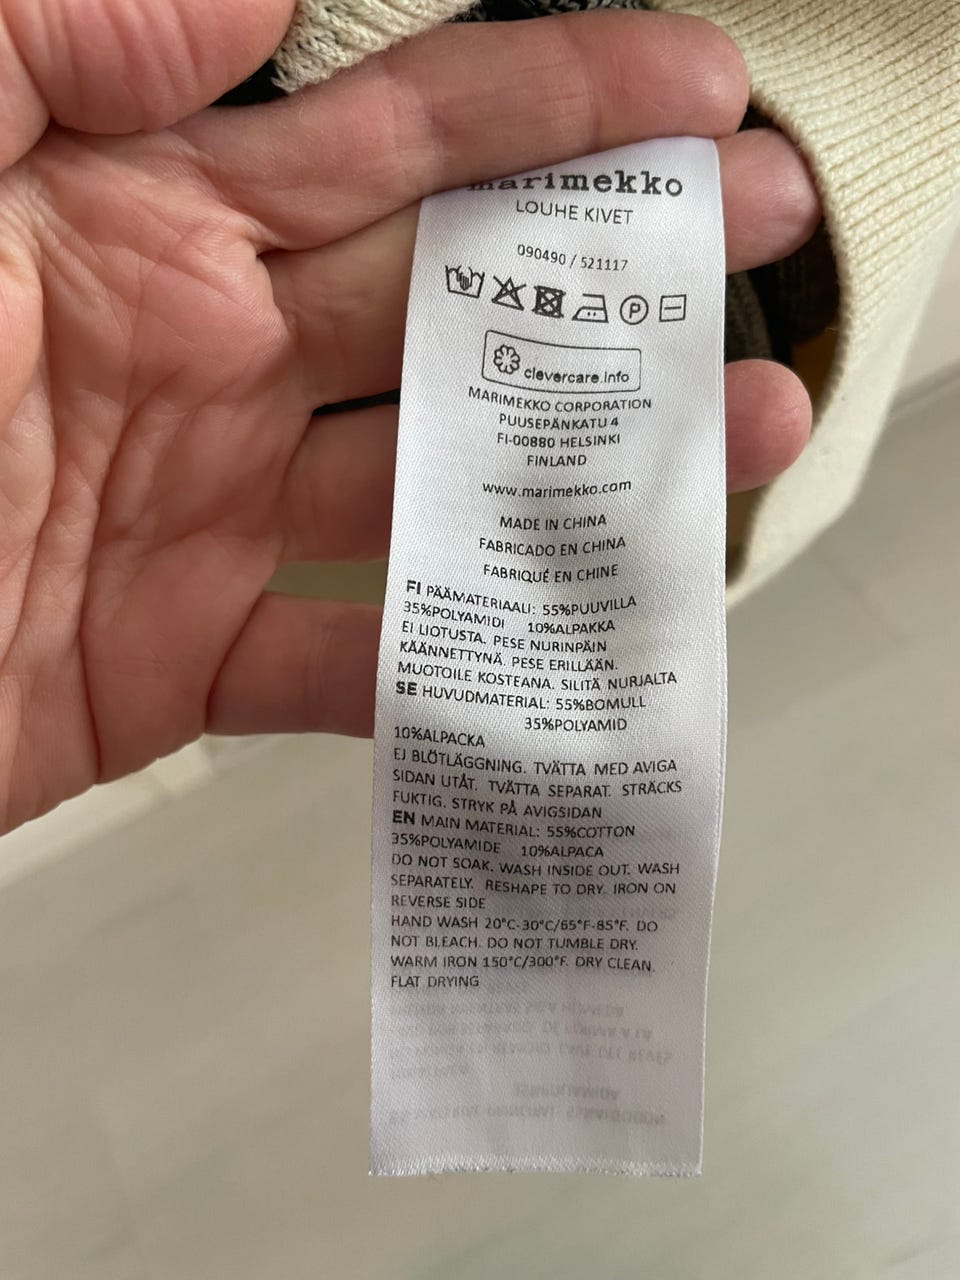 marimekko
LOUHE KIVET
090490 / 521117
P
clevercare.info
MARIMEKKO CORPORATION
PUUSEPÄNKATU 4
FI-00880 HELSINKI
FINLAND
www.marimekko.com
MADE IN CHINA
FABRICADO EN CHINA
FABRIQUÉ EN CHINE
FI PÄÄMATERIAALI: 55%PUUVILLA
35%POLYAMIDI 10%ALPAKKA
EI LIOTUSTA. PESE NURINPÄIN
KÄÄNNETTYNÄ. PESE ERILLÄÄN.
MUOTOILE KOSTEANA. SILITÄ NURJALTA
SE HUVUDMATERIAL: 55%BOMULL
35%POLYAMID
10%ALPACKA
EJ BLÖTLÄGGNING. TVÄTTA MED AVIGA
SIDAN UTÅT. TVÄTTA SEPARAT. STRÄCKS
FUKTIG. STRYK PÅ AVIGSIDAN
EN MAIN MATERIAL: 55%COTTON
35%POLYAMIDE 10%ALPACA
DO NOT SOAK. WASH INSIDE OUT. WASH
SEPARATELY. RESHAPE TO DRY. IRON ON
REVERSE SIDE
HAND WASH 20°C-30°C/65°F-85°F. DO
NOT BLEACH. DO NOT TUMBLE DRY.
WARM IRON 150°C/300°F. DRY CLEAN.
FLAT DRYING